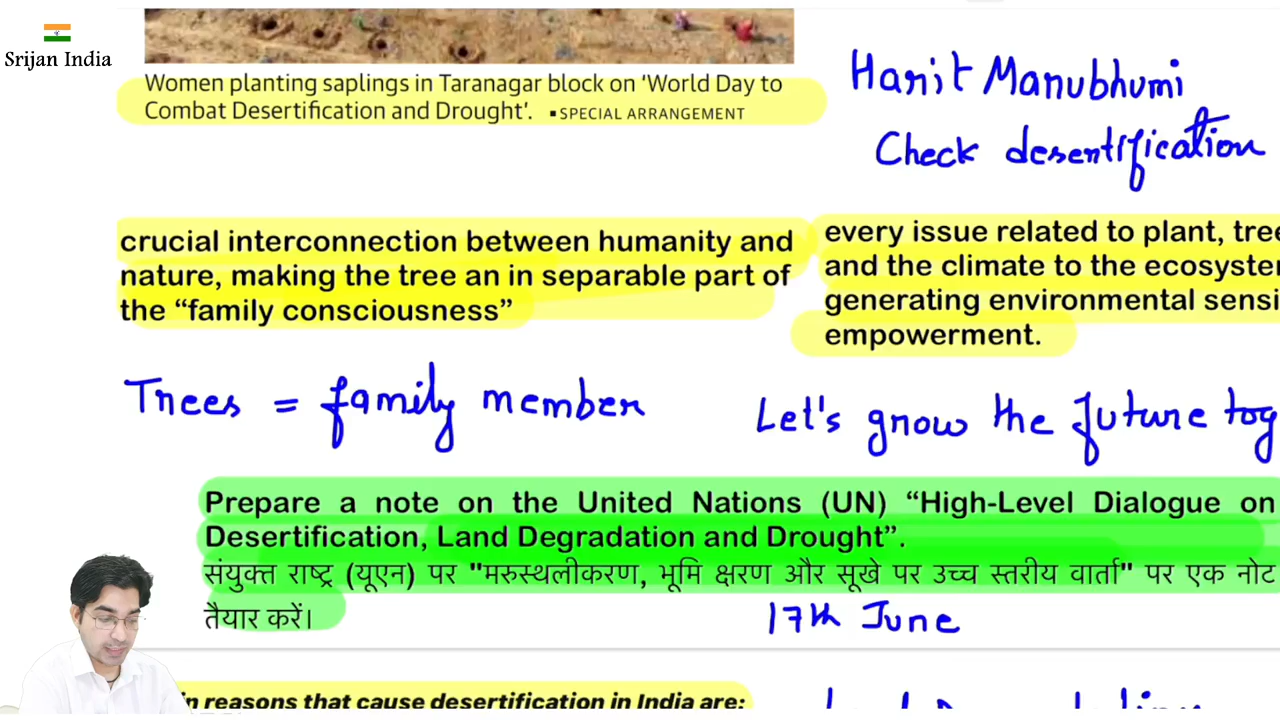 Srijan India
Women planting saplings in Taranagar block on ‘World Day to
Combat Desertification and Drought’. ▪ SPECIAL ARRANGEMENT
Harit Marubhumi
Check desertification
crucial interconnection between humanity and
nature, making the tree an in separable part of
the “family consciousness”
every issue related to plant, tree
and the climate to the ecosyste
generating environmental sensi
empowerment.
Trees = family member
Let's grow the future tog
Prepare a note on the United Nations (UN) “High-Level Dialogue on
Desertification, Land Degradation and Drought”.
संयुक्त राष्ट्र (यूएन) पर "मरुस्थलीकरण, भूमि क्षरण और सूखे पर उच्च स्तरीय वार्ता" पर एक नोट
तैयार करें।
17th June
in reasons that cause desertification in India are: